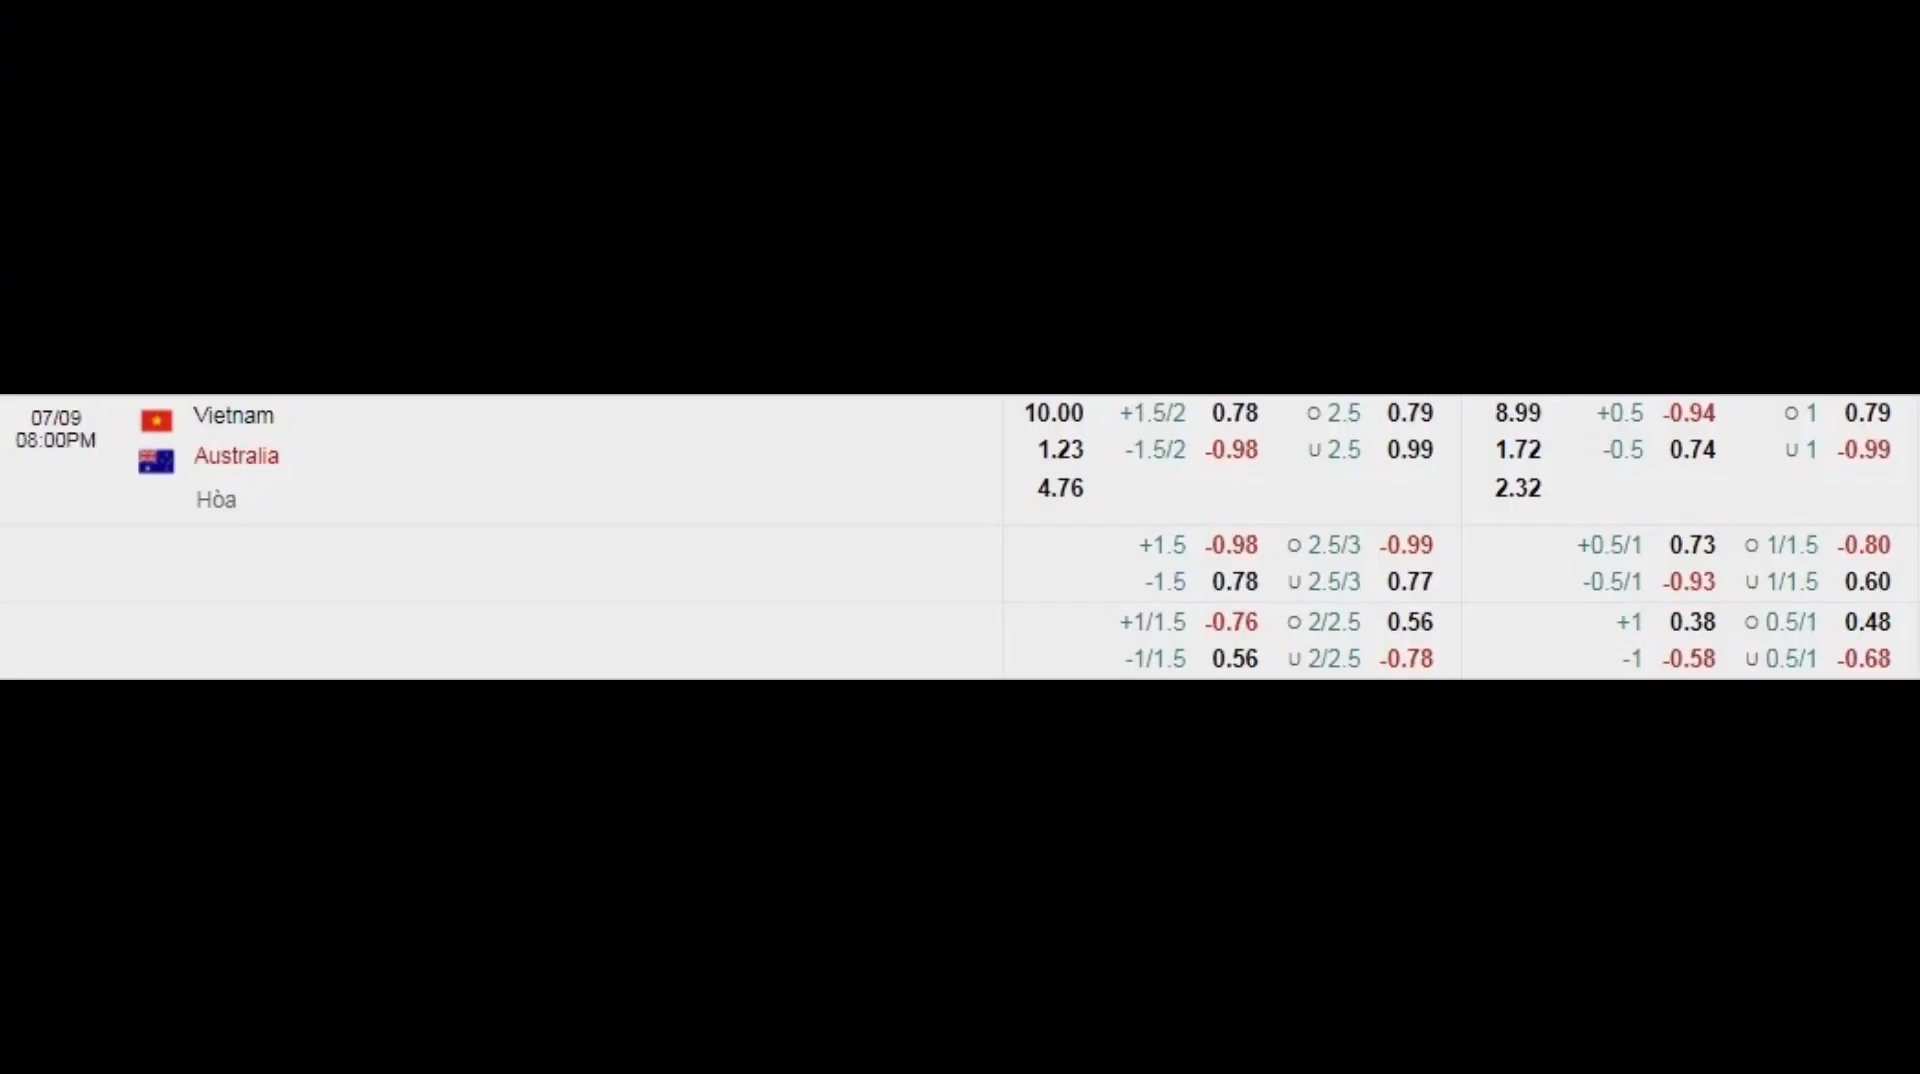 07/09 Vietnam 10.00 +1.5/2 0.78 O 2.5 0.79 8.99 +0.5 -0.94 O 1 0.79
08:00PM Australia 1.23 -1.5/2 -0.98 U 2.5 0.99 1.72 -0.5 0.74 U 1 -0.99
Hòa 4.76 2.32
+1.5 -0.98 O 2.5/3 -0.99 +0.5/1 0.73 O 1/1.5 -0.80
-1.5 0.78 U 2.5/3 0.77 -0.5/1 -0.93 U 1/1.5 0.60
+1/1.5 -0.76 O 2/2.5 0.56 +1 0.38 O 0.5/1 0.48
-1/1.5 0.56 U 2/2.5 -0.78 -1 -0.58 U 0.5/1 -0.68